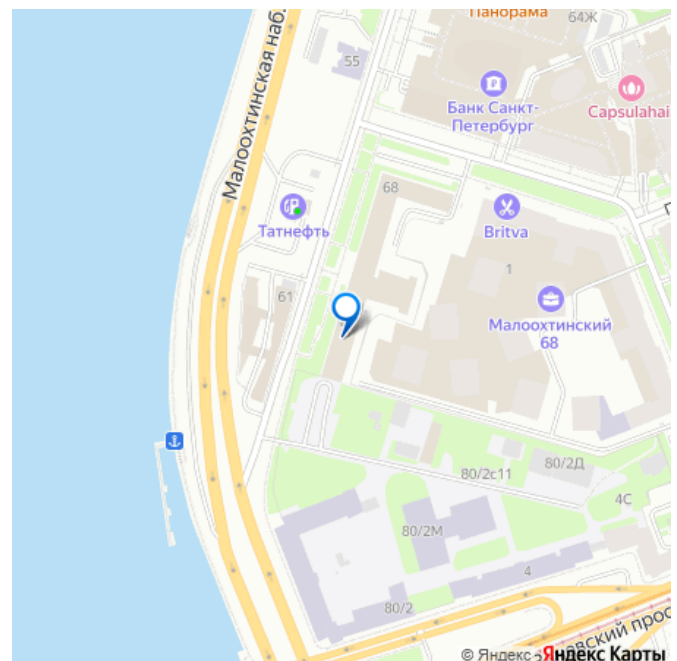 Панорама
64Ж
Малоохтинская наб.
55
Банк Санкт-
Петербург
Capsulahai
68
Татнефть
Britva
1
61
Малоохтинский
68
80/2с11
80/2Д
4С
80/2М
4
80/2
вский прос
© Яндекс
Яндекс Карты